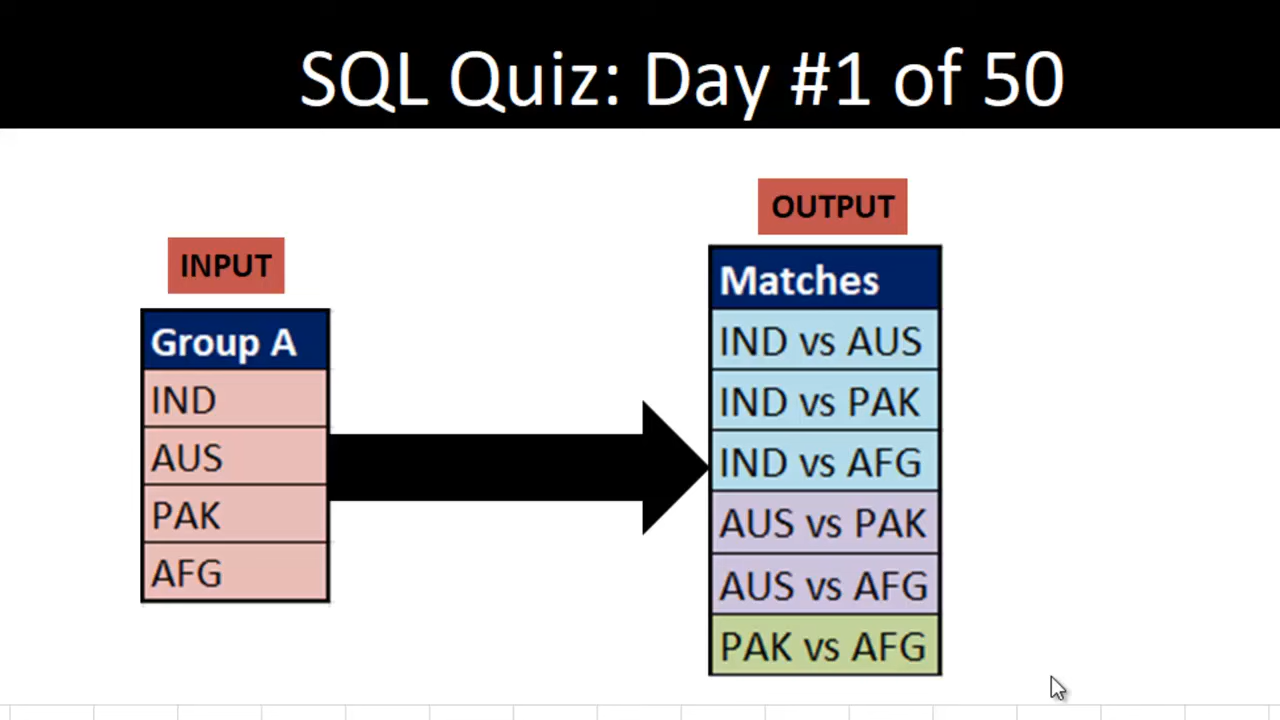 SQL Quiz: Day #1 of 50
INPUT
Group A
IND
AUS
PAK
AFG
OUTPUT
Matches
IND vs AUS
IND vs PAK
IND vs AFG
AUS vs PAK
AUS vs AFG
PAK vs AFG